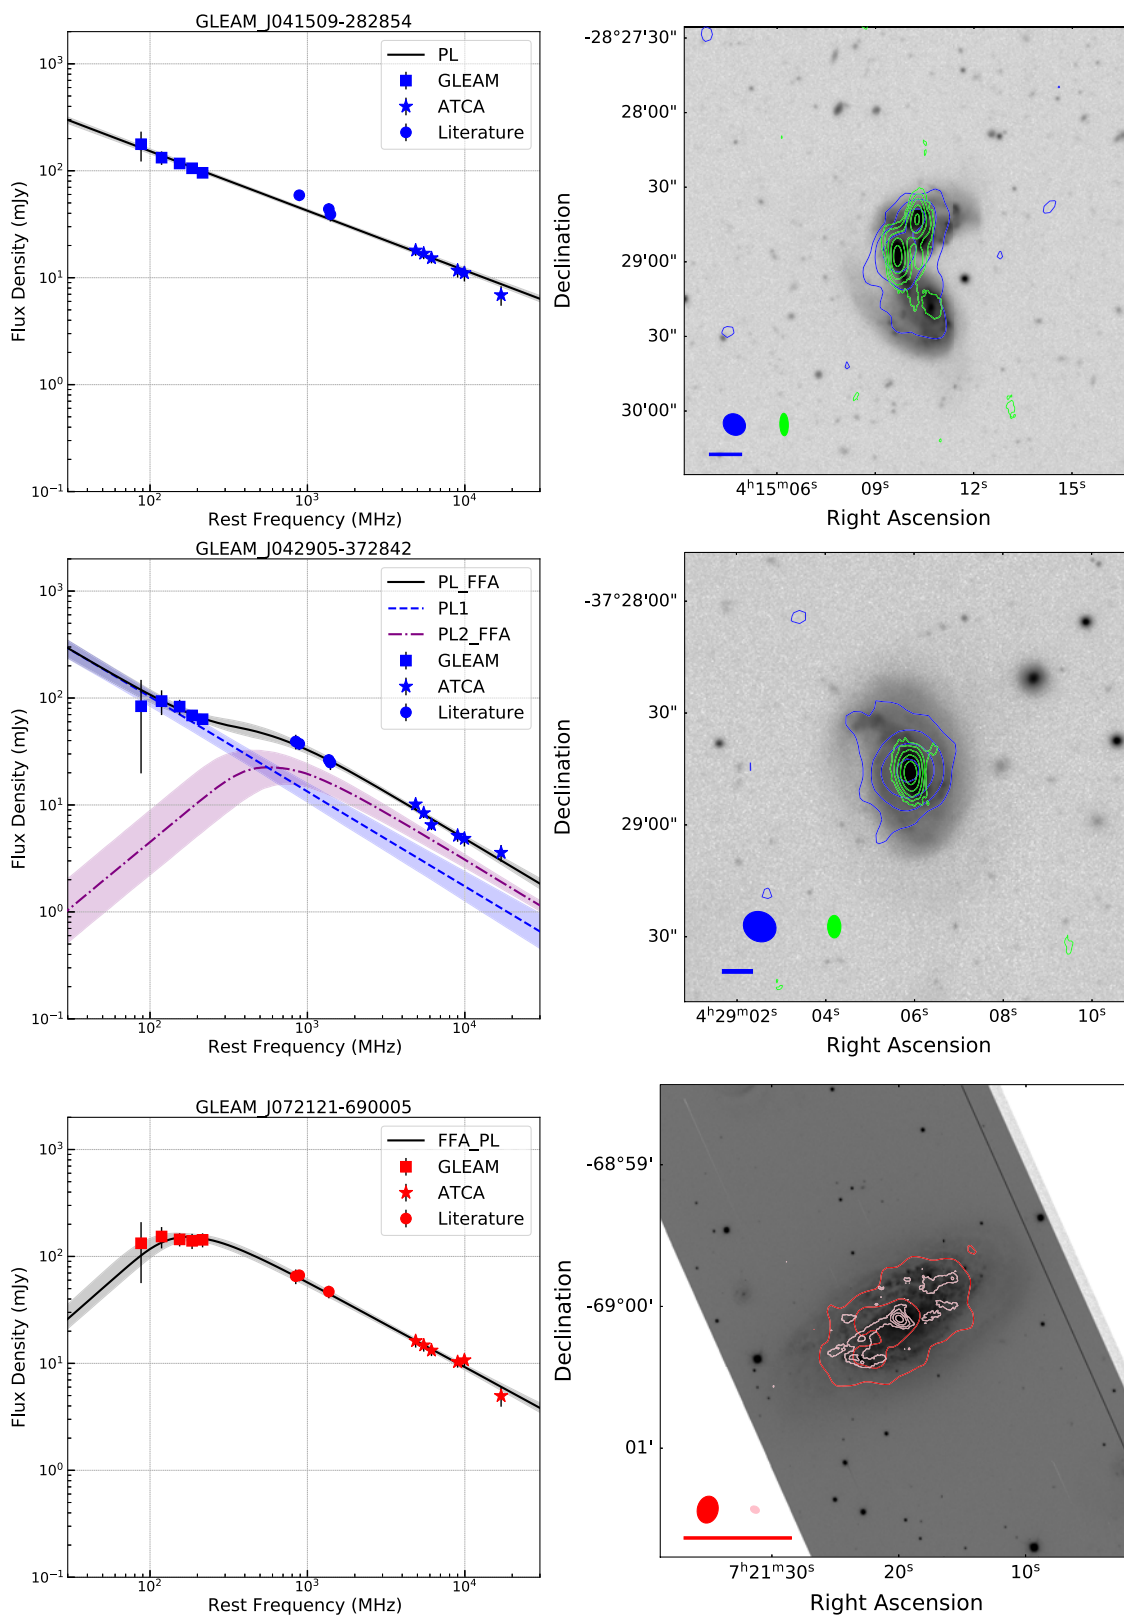 GLEAM_J041509-282854
PL
GLEAM
ATCA
Literature
10³
10²
10¹
10⁰
10⁻¹
Flux Density (mJy)
10²
10³
10⁴
Rest Frequency (MHz)
-28°27'30"
28'00"
30"
29'00"
30"
30'00"
Declination
4ʰ15ᵐ06ˢ
09ˢ
12ˢ
15ˢ
Right Ascension
GLEAM_J042905-372842
PL_FFA
PL1
PL2_FFA
GLEAM
ATCA
Literature
10³
10²
10¹
10⁰
10⁻¹
Flux Density (mJy)
10²
10³
10⁴
Rest Frequency (MHz)
-37°28'00"
30"
29'00"
30"
Declination
4ʰ29ᵐ02ˢ
04ˢ
06ˢ
08ˢ
10ˢ
Right Ascension
GLEAM_J072121-690005
FFA_PL
GLEAM
ATCA
Literature
10³
10²
10¹
10⁰
10⁻¹
Flux Density (mJy)
10²
10³
10⁴
Rest Frequency (MHz)
-68°59'
-69°00'
01'
Declination
7ʰ21ᵐ30ˢ
20ˢ
10ˢ
Right Ascension